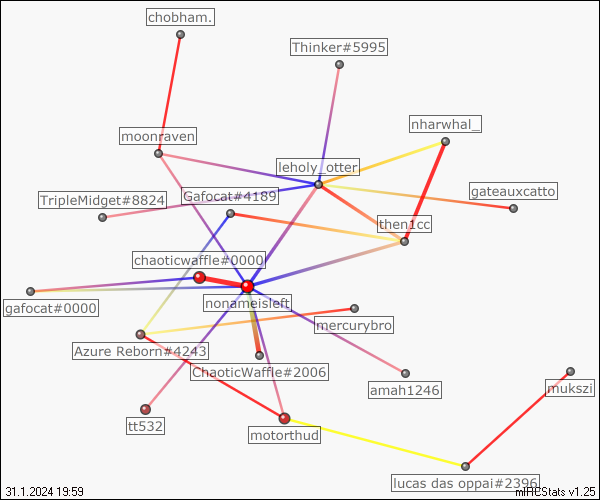 chobham.
Thinker#5995
nharwhal_
moonraven
leholy_otter
Gafocat#4189
gateauxcatto
TripleMidget#8824
then1cc
chaoticwaffle#0000
gafocat#0000
nonameisleft
mercurybro
Azure Reborn#4243
ChaoticWaffle#2006
amah1246
mukszi
tt532
motorthud
lucas das oppai#2396
31.1.2024 19:59
mIRCStats v1.25